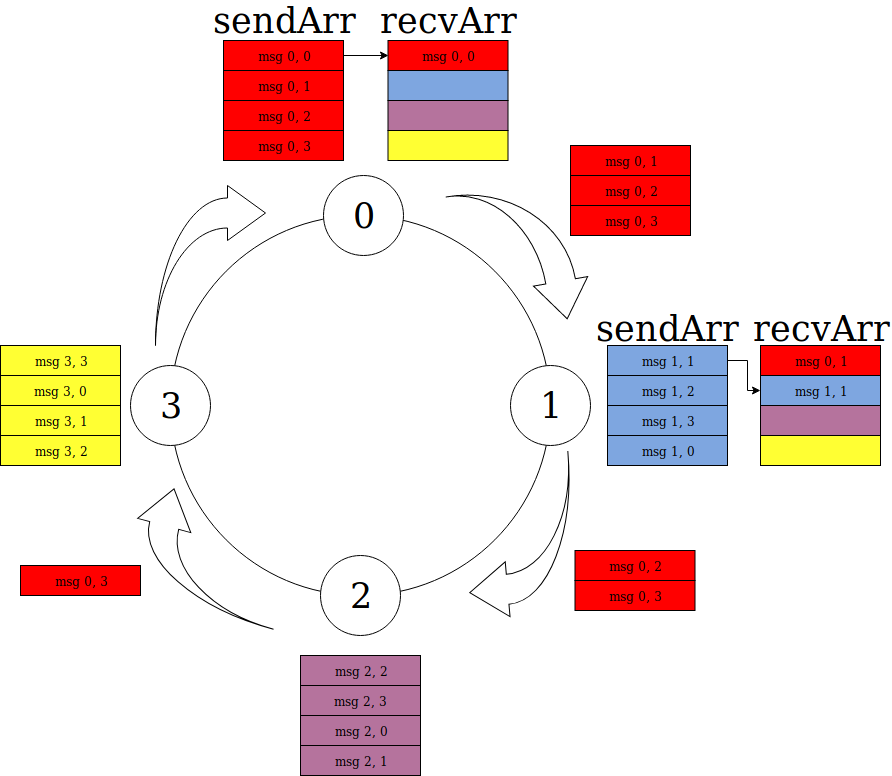 sendArr recvArr
msg 0, 0
msg 0, 1
msg 0, 2
msg 0, 3
msg 0, 0
msg 0, 1
msg 0, 2
msg 0, 3
0
sendArr recvArr
msg 1, 1
msg 1, 2
msg 1, 3
msg 1, 0
msg 0, 1
msg 1, 1
msg 3, 3
msg 3, 0
msg 3, 1
msg 3, 2
3
1
msg 0, 2
msg 0, 3
msg 0, 3
2
msg 2, 2
msg 2, 3
msg 2, 0
msg 2, 1